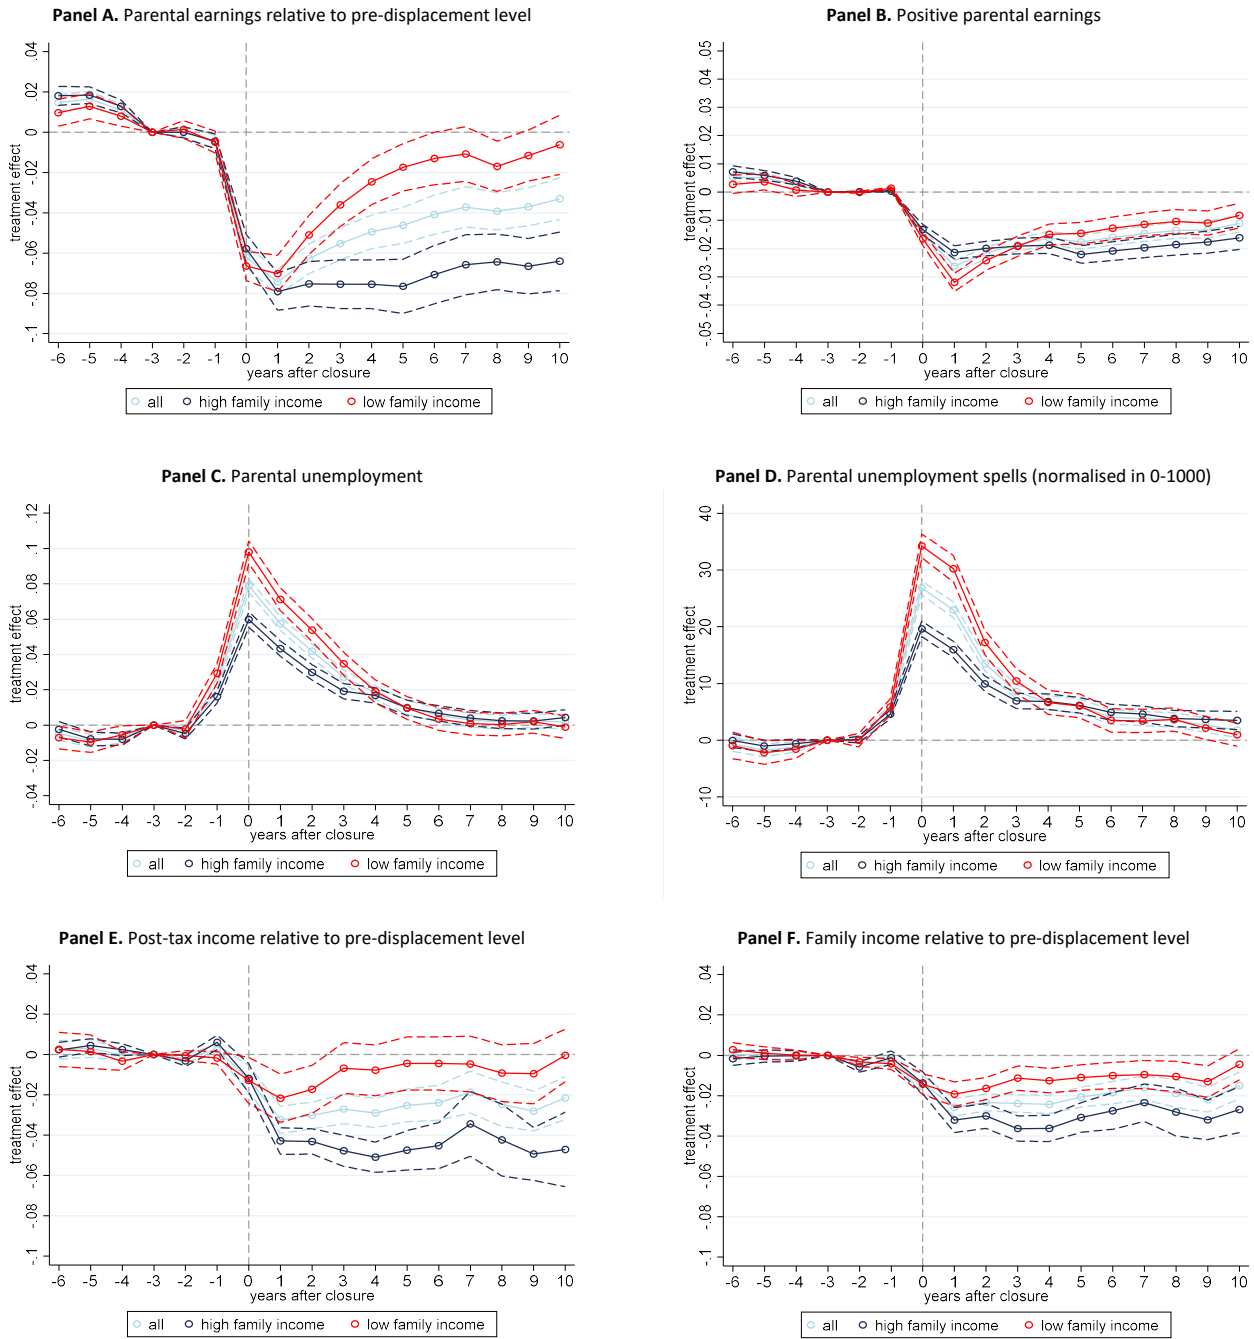 Panel A. Parental earnings relative to pre-displacement level
treatment effect
.04
.02
0
-.02
-.04
-.06
-.08
-.1
-6 -5 -4 -3 -2 -1 0 1 2 3 4 5 6 7 8 9 10
years after closure
all high family income low family income
Panel B. Positive parental earnings
treatment effect
.05
.04
.03
.02
.01
0
-.01
-.02
-.03
-.04
-.05
-6 -5 -4 -3 -2 -1 0 1 2 3 4 5 6 7 8 9 10
years after closure
all high family income low family income
Panel C. Parental unemployment
treatment effect
.12
.1
.08
.06
.04
.02
0
-.02
-.04
-6 -5 -4 -3 -2 -1 0 1 2 3 4 5 6 7 8 9 10
years after closure
all high family income low family income
Panel D. Parental unemployment spells (normalised in 0-1000)
treatment effect
40
30
20
10
0
-10
-6 -5 -4 -3 -2 -1 0 1 2 3 4 5 6 7 8 9 10
years after closure
all high family income low family income
Panel E. Post-tax income relative to pre-displacement level
treatment effect
.04
.02
0
-.02
-.04
-.06
-.08
-.1
-6 -5 -4 -3 -2 -1 0 1 2 3 4 5 6 7 8 9 10
years after closure
all high family income low family income
Panel F. Family income relative to pre-displacement level
treatment effect
.04
.02
0
-.02
-.04
-.06
-.08
-.1
-6 -5 -4 -3 -2 -1 0 1 2 3 4 5 6 7 8 9 10
years after closure
all high family income low family income